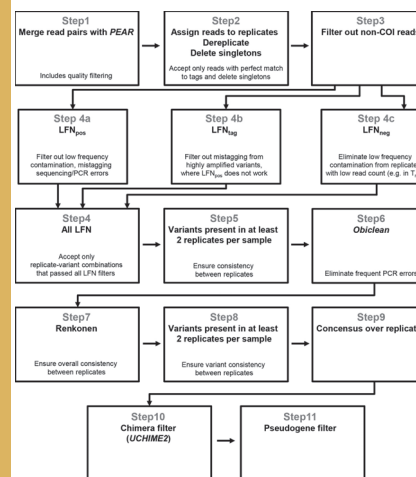 Step1
Merge read pairs with PEAR
Includes quality filtering
Step2
Assign reads to replicates
Dereplicate
Delete singletons
Accept only reads with perfect match
to tags and delete singletons
Step3
Filter out non-COI reads
Step 4a
LFNpos
Filter out low frequency
contamination, mistagging
sequencing/PCR errors
Step 4b
LFNtag
Filter out mistagging from
highly amplified variants,
where LFNpos does not work
Step 4c
LFNneg
Eliminate low frequency
contamination from replicate
with low read count (e.g. in T
Step4
All LFN
Accept only
replicate-variant combinations
that passed all LFN filters
Step5
Variants present in at least
2 replicates per sample
Ensure consistency
between replicates
Step6
Obiclean
Eliminate frequent PCR errors
Step7
Renkonen
Ensure overall consistency
between replicates
Step8
Variants present in at least
2 replicates per sample
Ensure variant consistency
between replicates
Step9
Concensus over replicat
Step10
Chimera filter
(UCHIME2)
Step11
Pseudogene filter